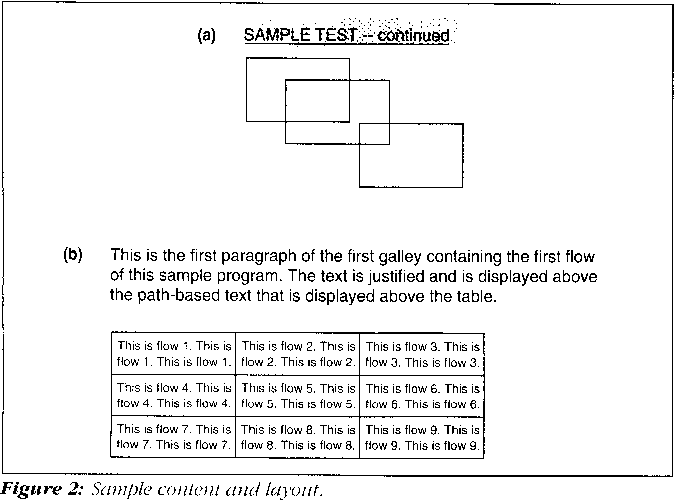 (a) SAMPLE TEST -- continued
(b) This is the first paragraph of the first galley containing the first flow
of this sample program. The text is justified and is displayed above
the path-based text that is displayed above the table.
This is flow 1. This is
flow 1. This is flow 1.
This is flow 2. This is
flow 2. This is flow 2.
This is flow 3. This is
flow 3. This is flow 3.
This is flow 4. This is
flow 4. This is flow 4.
This is flow 5. This is
flow 5. This is flow 5.
This is flow 6. This is
flow 6. This is flow 6.
This is flow 7. This is
flow 7. This is flow 7.
This is flow 8. This is
flow 8. This is flow 8.
This is flow 9. This is
flow 9. This is flow 9.
Figure 2: Sample content and layout.